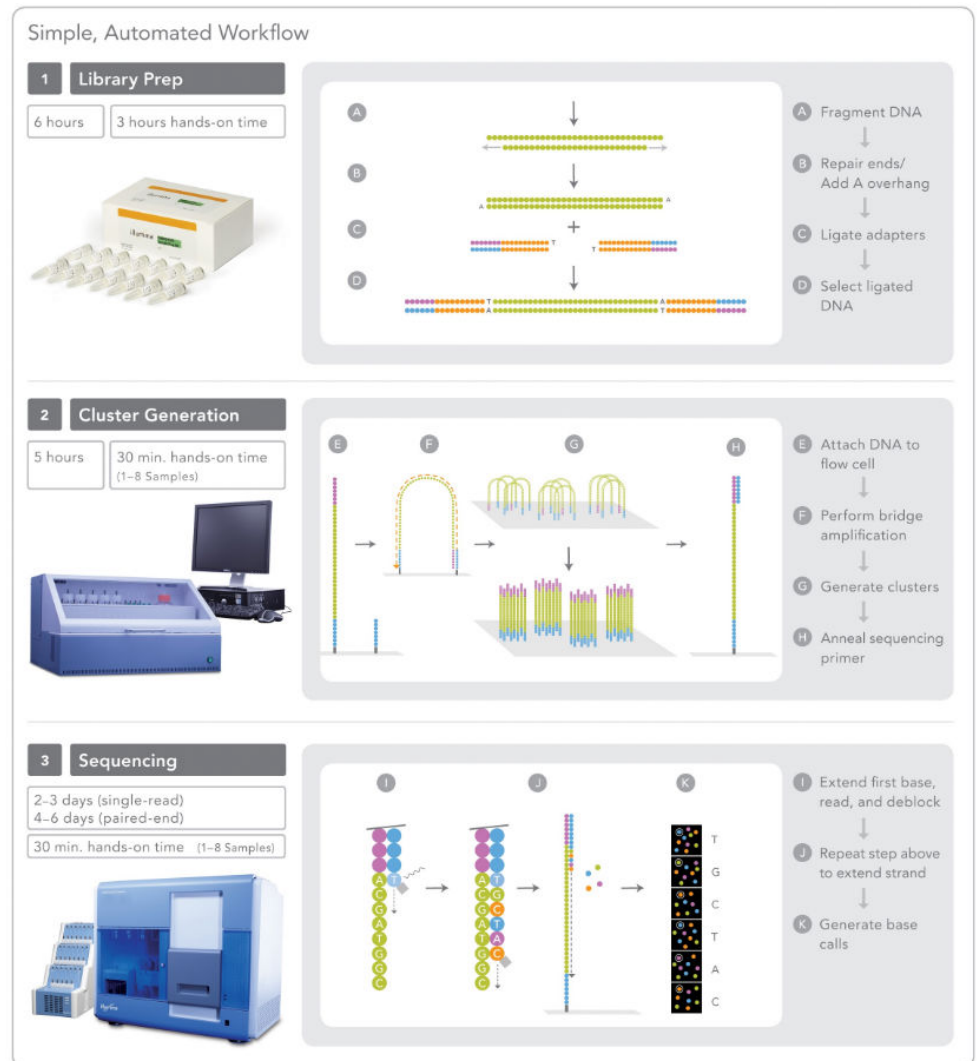 Simple, Automated Workflow
1 Library Prep
6 hours
3 hours hands-on time
illumina
A
B
C
D
A
A
+
T
T
T
A
A
T
A Fragment DNA
B Repair ends/
Add A overhang
C Ligate adapters
D Select ligated
DNA
2 Cluster Generation
5 hours
30 min. hands-on time
(1–8 Samples)
E
F
G
H
E Attach DNA to
flow cell
F Perform bridge
amplification
G Generate clusters
H Anneal sequencing
primer
3 Sequencing
2–3 days (single-read)
4–6 days (paired-end)
30 min. hands-on time (1–8 Samples)
illumina
I
J
K
A T
C
G
A
T
G
G
C
A T
C G
G C
A T
T A
G C
G
C
T
G
C
T
A
C
I Extend first base,
read, and deblock
J Repeat step above
to extend strand
K Generate base
calls